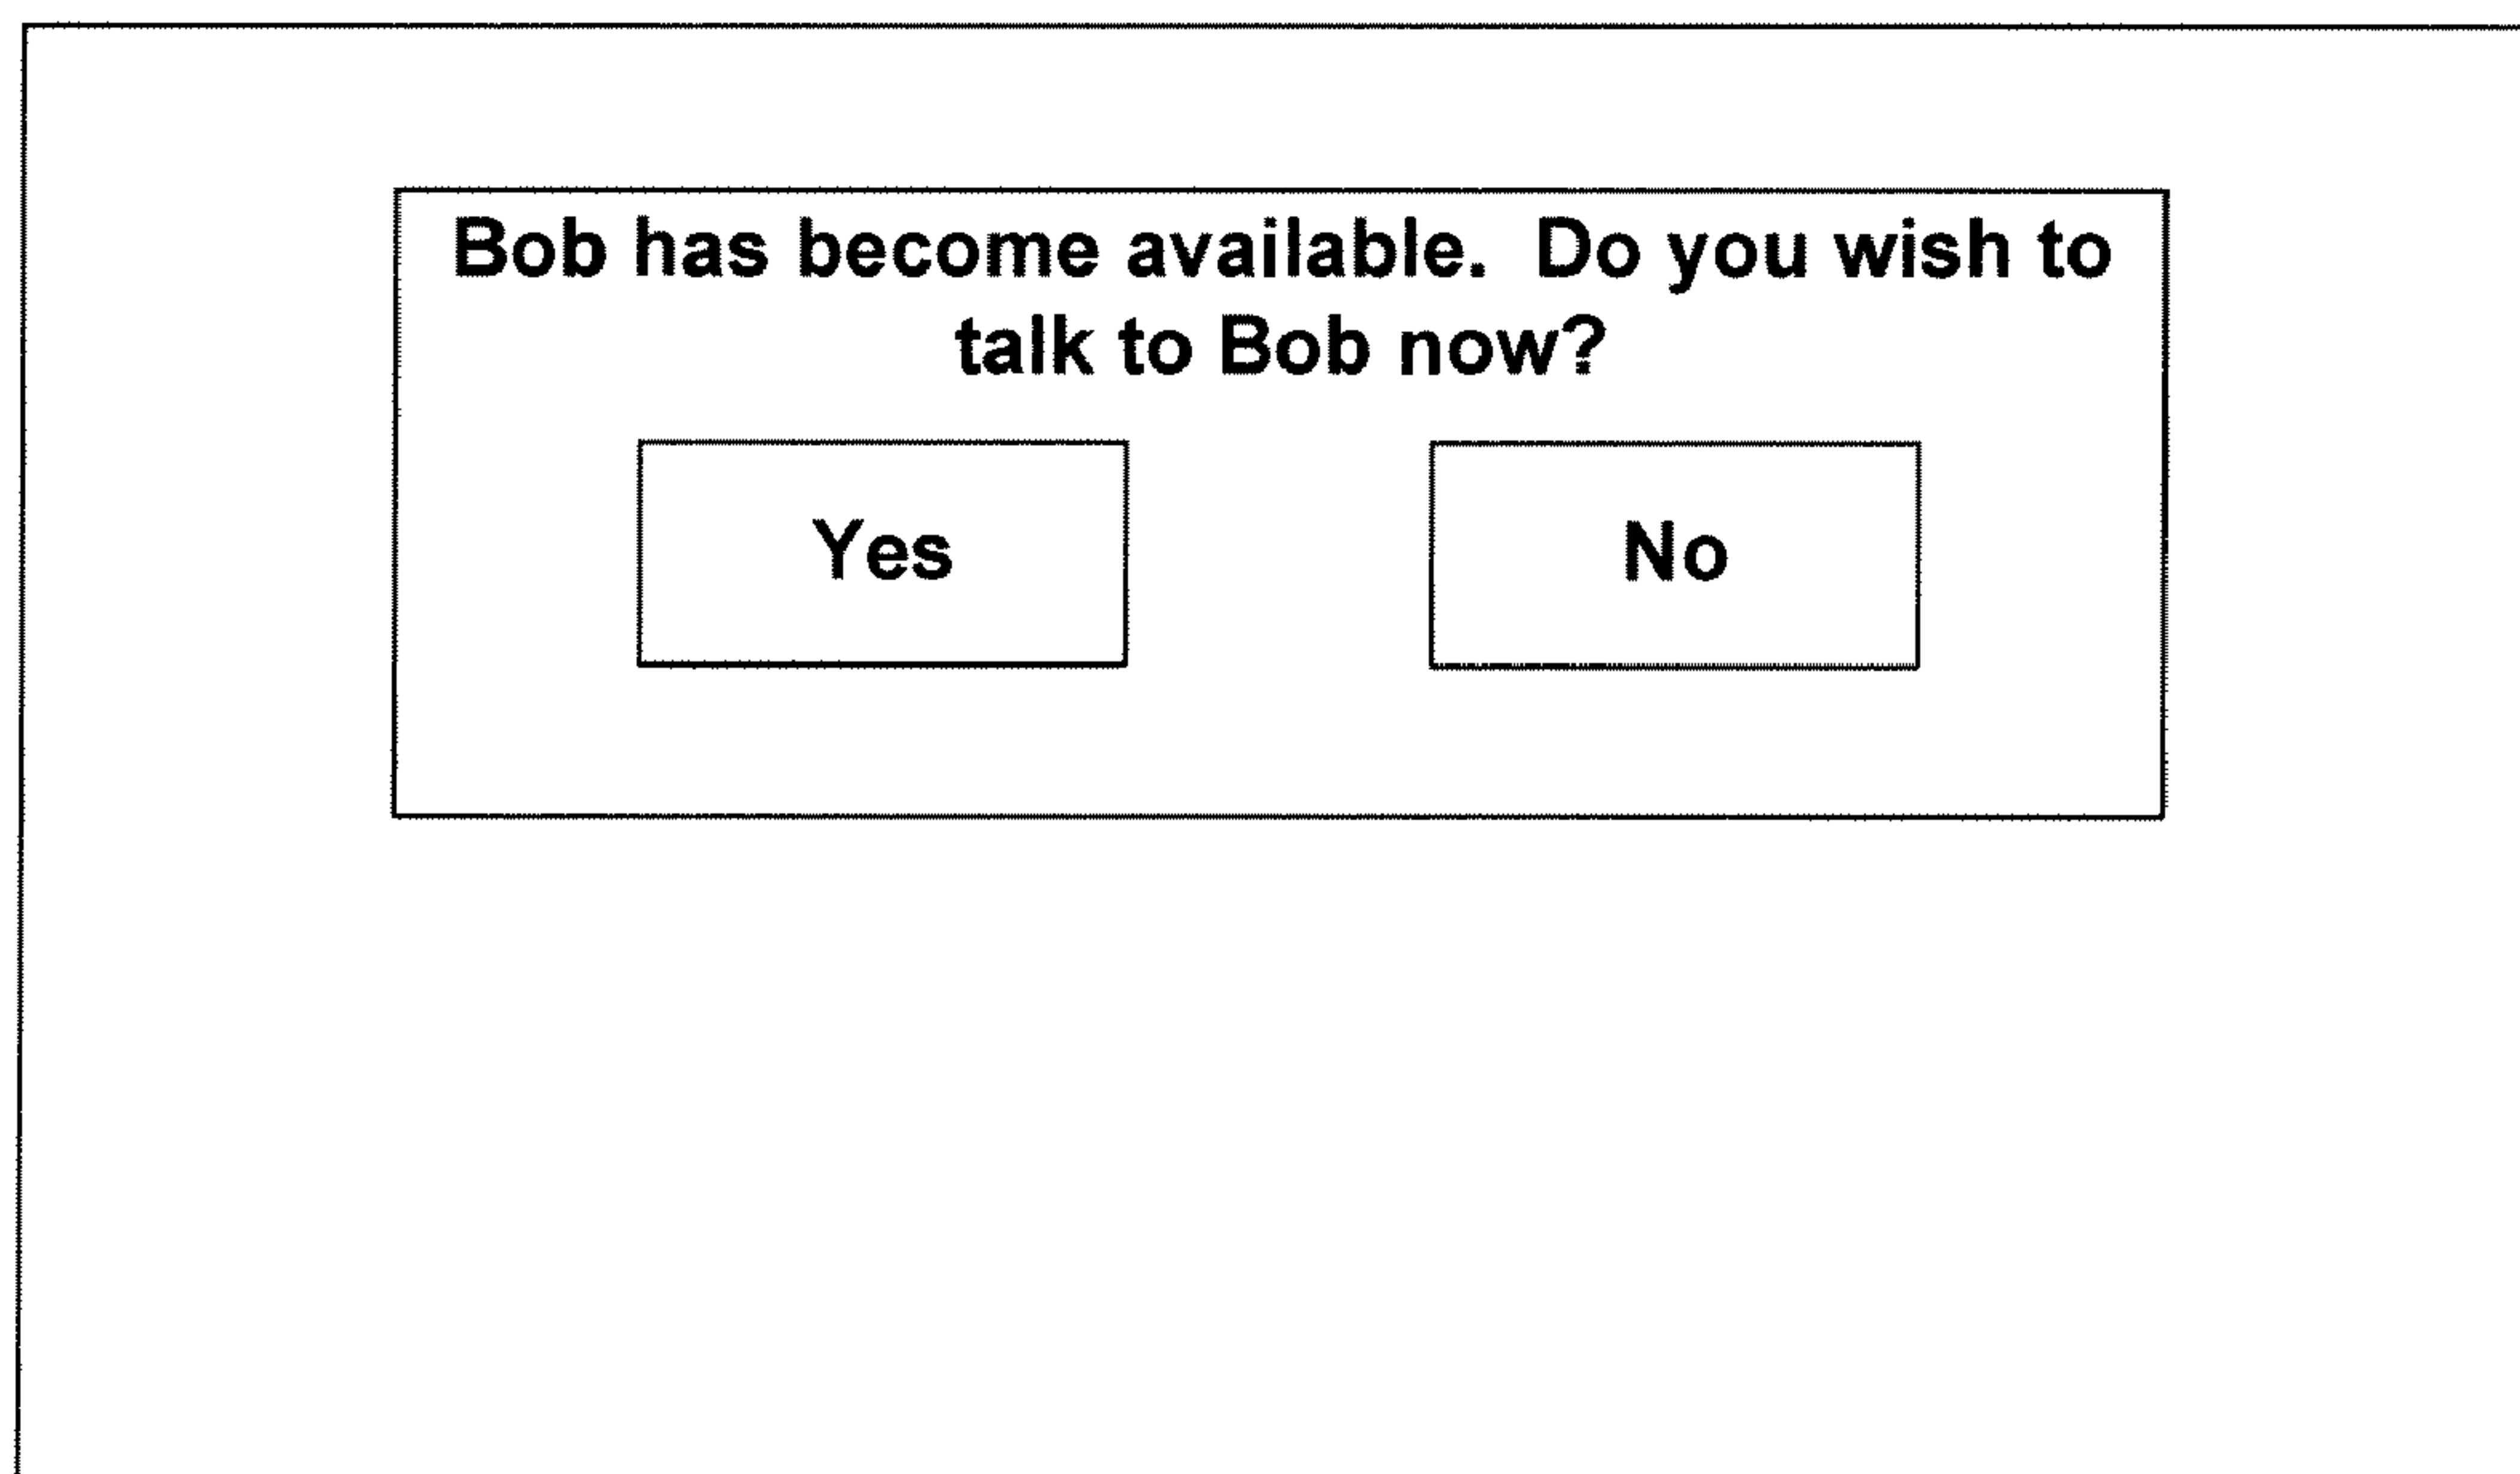 Bob has become available.  Do you wish to
talk to Bob now?
Yes
No